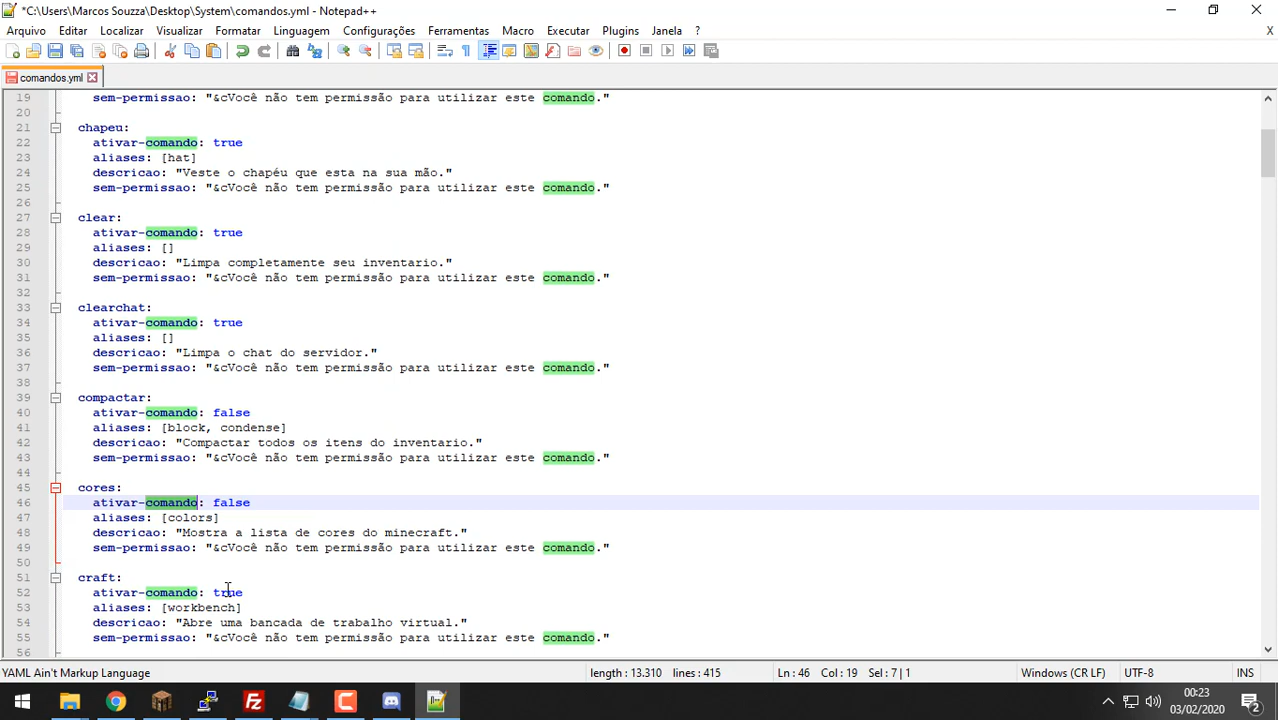 *C:\Users\Marcos Souzza\Desktop\System\comandos.yml - Notepad++
Arquivo Editar Localizar Visualizar Formatar Linguagem Configurações Ferramentas Macro Executar Plugins Janela ? X
comandos.yml
19 sem-permissao: "&cVocê não tem permissão para utilizar este comando."
20
21 chapeu:
22 ativar-comando: true
23 aliases: [hat]
24 descricao: "Veste o chapéu que esta na sua mão."
25 sem-permissao: "&cVocê não tem permissão para utilizar este comando."
26
27 clear:
28 ativar-comando: true
29 aliases: []
30 descricao: "Limpa completamente seu inventario."
31 sem-permissao: "&cVocê não tem permissão para utilizar este comando."
32
33 clearchat:
34 ativar-comando: true
35 aliases: []
36 descricao: "Limpa o chat do servidor."
37 sem-permissao: "&cVocê não tem permissão para utilizar este comando."
38
39 compactar:
40 ativar-comando: false
41 aliases: [block, condense]
42 descricao: "Compactar todos os itens do inventario."
43 sem-permissao: "&cVocê não tem permissão para utilizar este comando."
44
45 cores:
46 ativar-comando: false
47 aliases: [colors]
48 descricao: "Mostra a lista de cores do minecraft."
49 sem-permissao: "&cVocê não tem permissão para utilizar este comando."
50
51 craft:
52 ativar-comando: true
53 aliases: [workbench]
54 descricao: "Abre uma bancada de trabalho virtual."
55 sem-permissao: "&cVocê não tem permissão para utilizar este comando."
56
YAML Ain't Markup Language length : 13.310 lines : 415 Ln : 46 Col : 19 Sel : 7 | 1 Windows (CR LF) UTF-8 INS
00:23
03/02/2020
2